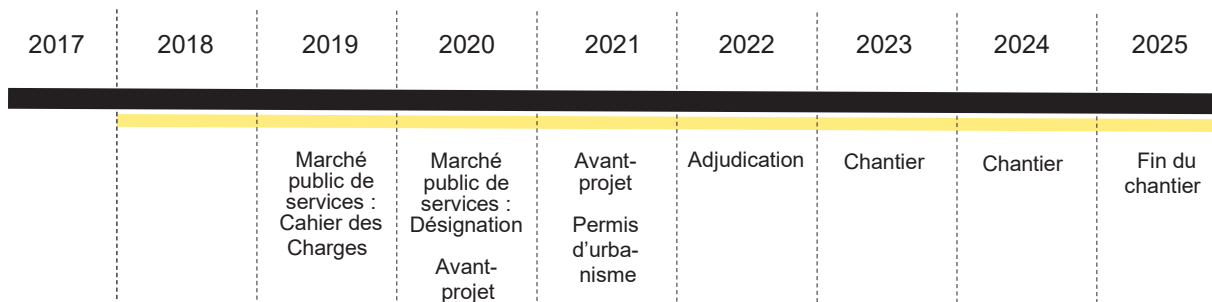 2017 2018 2019 2020 2021 2022 2023 2024 2025
Marché
public de
services :
Cahier des
Charges
Marché
public de
services :
Désignation
Avant-
projet
Avant-
projet
Permis
d'urba-
nisme
Adjudication
Chantier
Chantier
Fin du
chantier